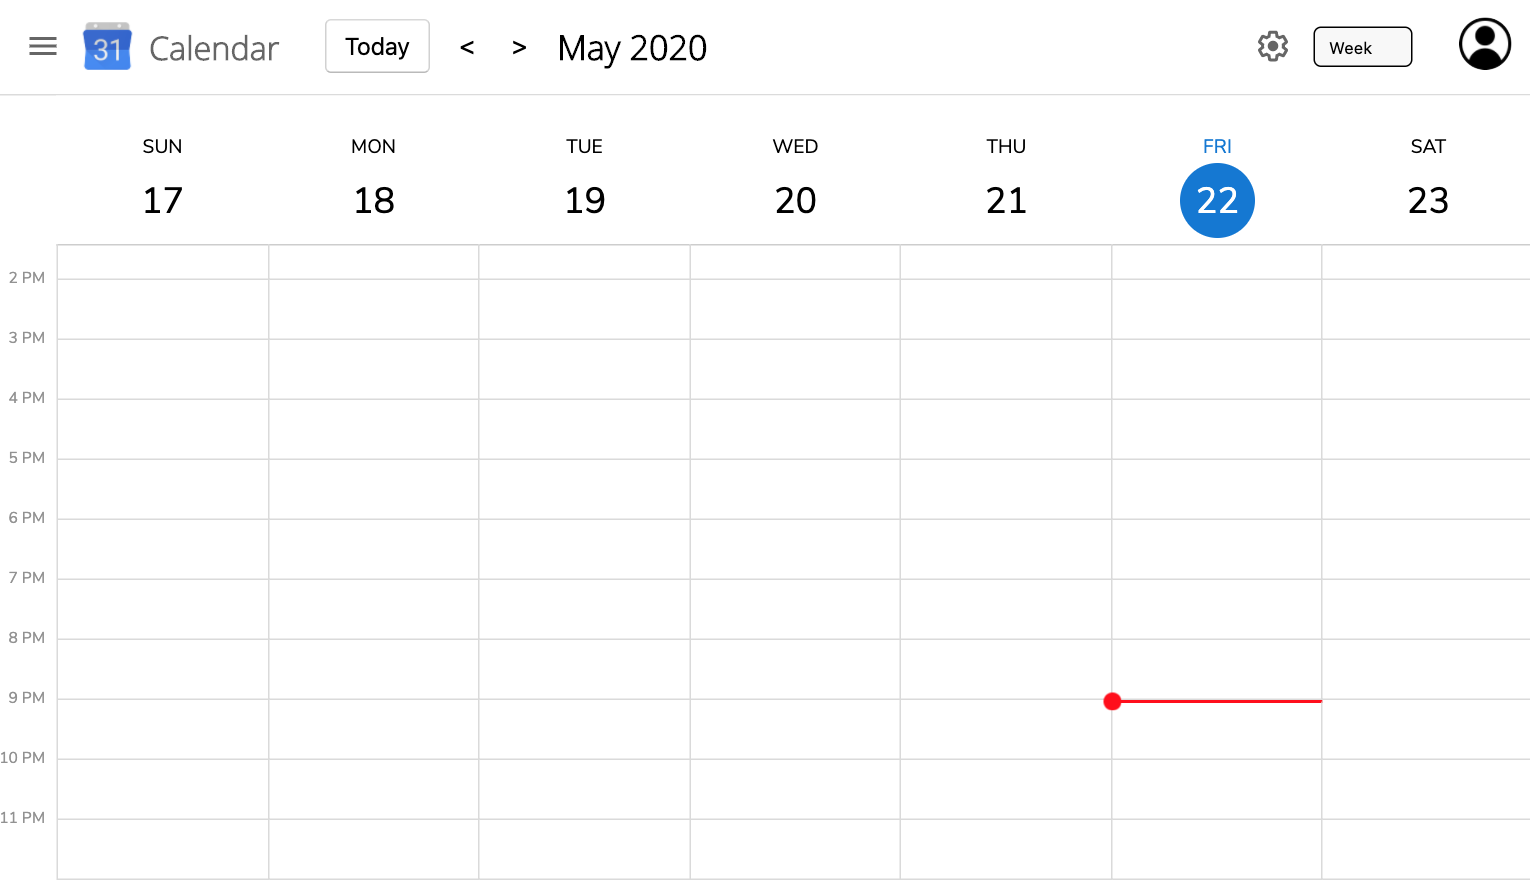 31 Calendar Today < > May 2020 Week
SUN MON TUE WED THU FRI SAT
17 18 19 20 21 22 23
2 PM
3 PM
4 PM
5 PM
6 PM
7 PM
8 PM
9 PM
10 PM
11 PM